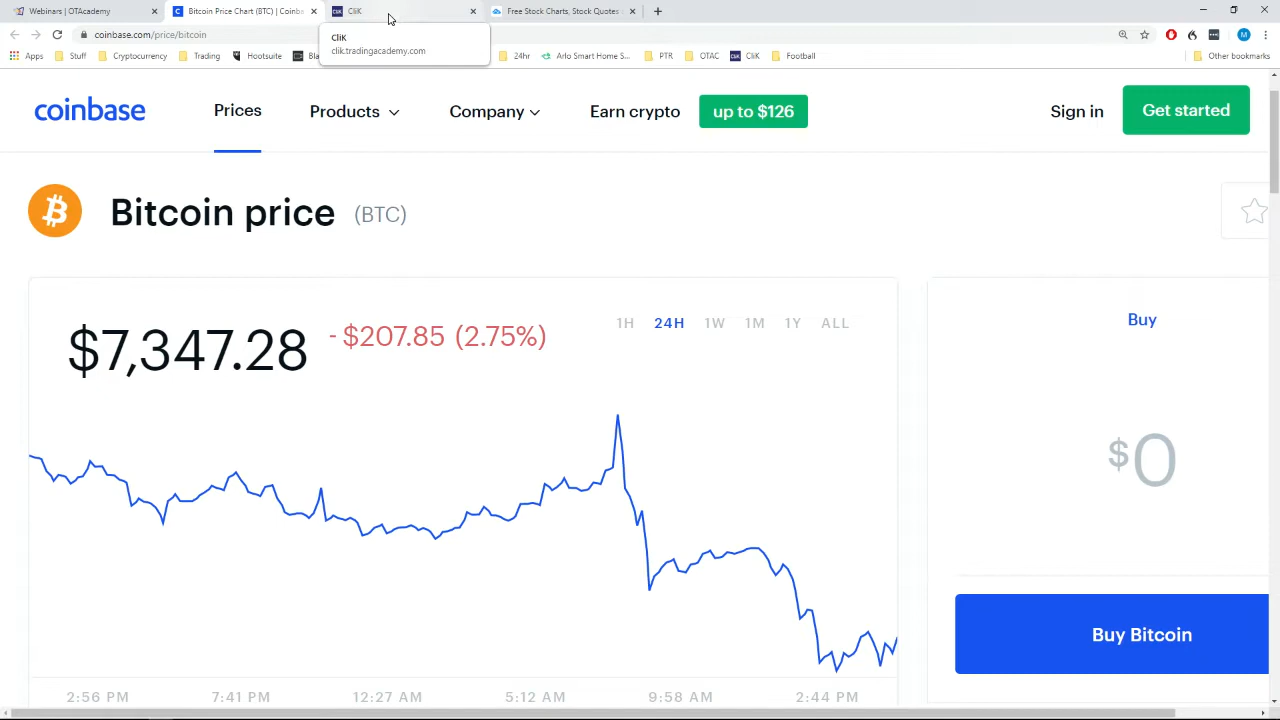 Webinars | OTAcademy
Bitcoin Price Chart (BTC) | Coinba
CliK
Free Stock Charts, Stock Quotes
coinbase.com/price/bitcoin
CliK
clik.tradingacademy.com
Apps
Stuff
Cryptocurrency
Trading
Hootsuite
24hr
Arlo Smart Home S...
PTR
OTAC
CliK
Football
Other bookmarks
coinbase
Prices
Products
Company
Earn crypto
up to $126
Sign in
Get started
Bitcoin price (BTC)
$7,347.28
- $207.85 (2.75%)
1H 24H 1W 1M 1Y ALL
Buy
$0
Buy Bitcoin
2:56 PM 7:41 PM 12:27 AM 5:12 AM 9:58 AM 2:44 PM